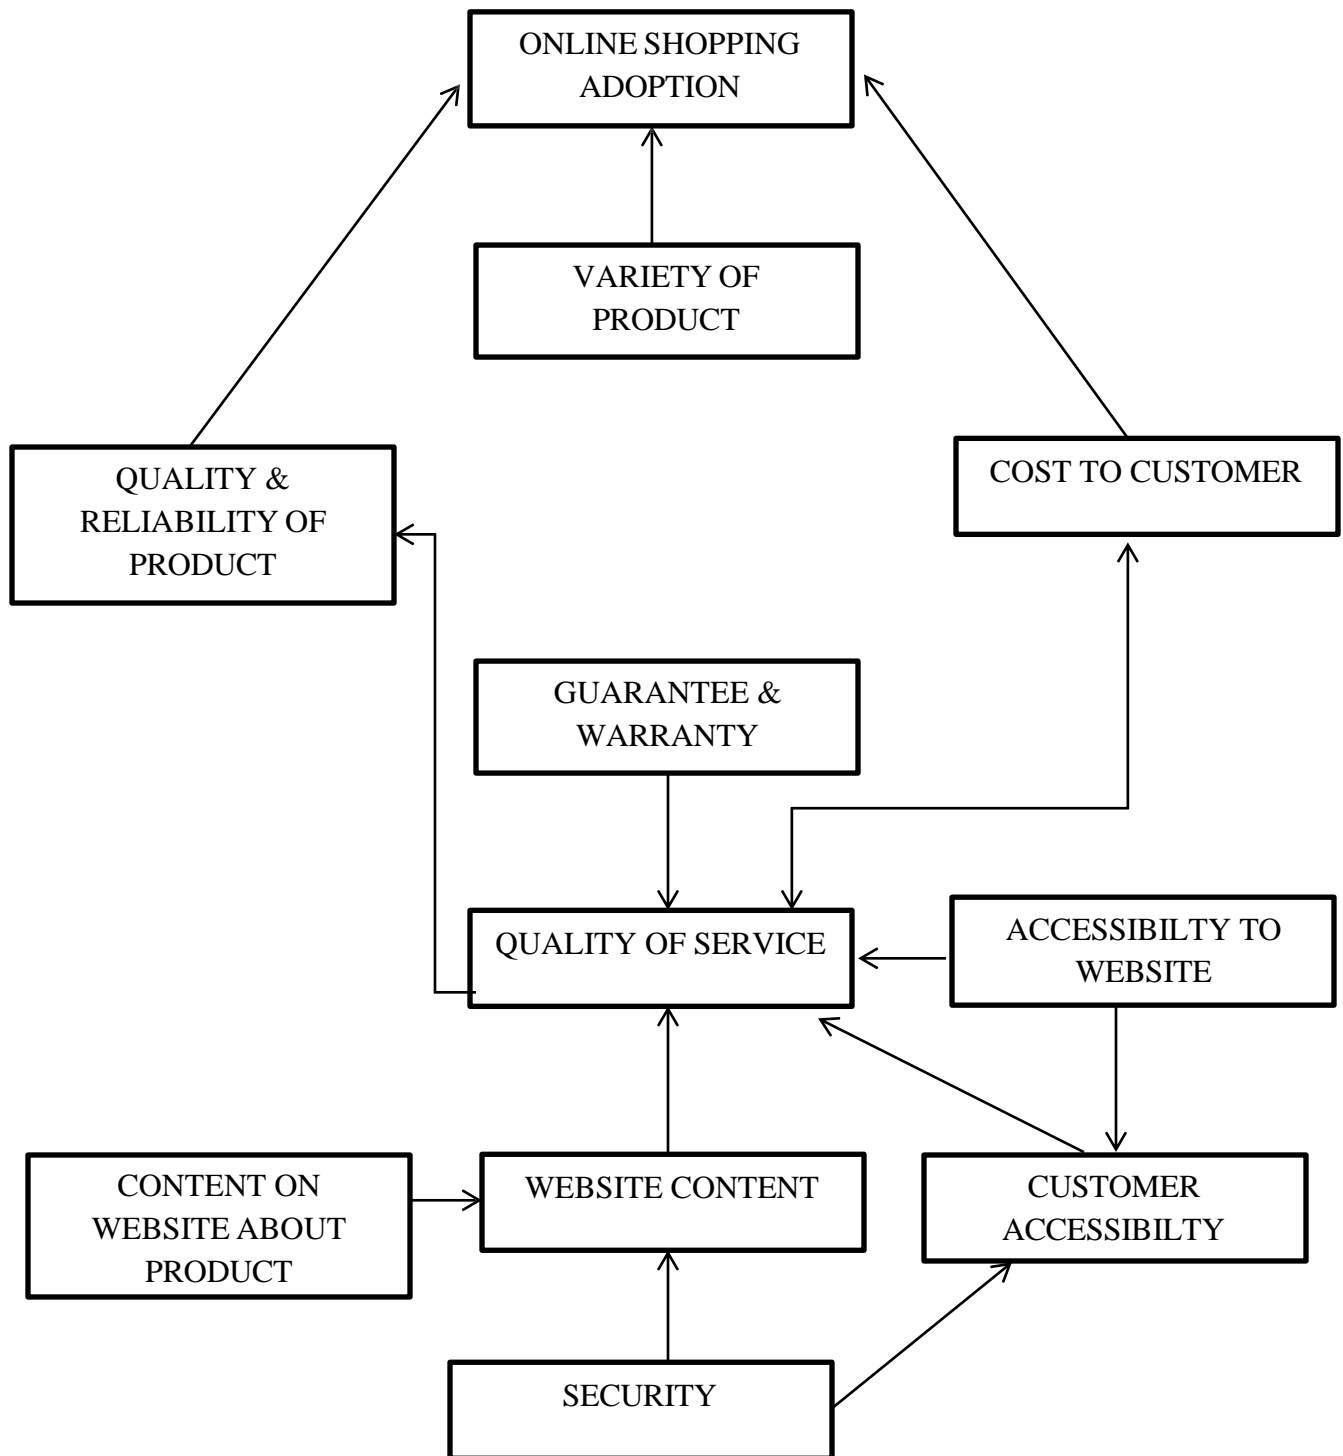 ONLINE SHOPPING
ADOPTION
VARIETY OF
PRODUCT
QUALITY &
RELIABILITY OF
PRODUCT
COST TO CUSTOMER
GUARANTEE &
WARRANTY
QUALITY OF SERVICE
ACCESSIBILTY TO
WEBSITE
CONTENT ON
WEBSITE ABOUT
PRODUCT
WEBSITE CONTENT
CUSTOMER
ACCESSIBILTY
SECURITY